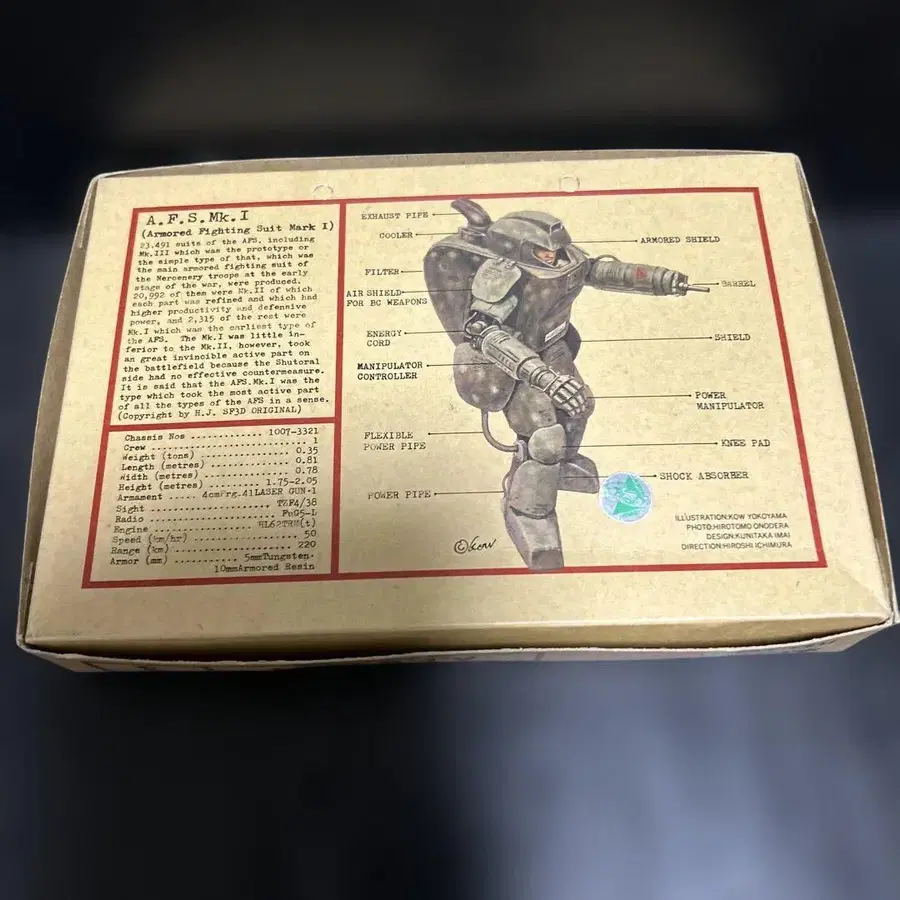 A.F.S.Mk.I
(Armored Fighting Suit Mark I)
23,491 suits of the AFS, including
Mk.III which was the prototype or
the simple type of that, which was
the main armored fighting suit of
the Mercenery troops at the early
stage of the war, were produced.
20,992 of them were Mk.II of which
each part was refined and which had
higher productivity and defensive
power, and 2,315 of the rest were
Mk.I which was the earliest type of
the AFS. The Mk.I was little in-
ferior to the Mk.II, however, took
an great invincible active part on
the battlefield because the Shutoral
side had no effective countermeasure.
It is said that the AFS.Mk.I was the
type which took the most active part
of all the types of the AFS in a sense.
(Copyright by H.J. SF3D ORIGINAL)
Chassis Nos ............ 1007-3321
Crew ........................ 1
Weight (tons) ............... 0.35
Length (metres) ............. 0.81
Width (metres) .............. 0.78
Height (metres) ......... 1.75-2.05
Armament ..... 4cm/rg.41LASER GUN-1
Sight .................. TZF4/38
Radio ................... FuG5-L
Engine ............... (t)
Speed (km/hr) ............... 50
Range (km) ................. 220
Armor (mm) ........... 5mmTungsten·
10mmArmored Resin
EXHAUST PIPE
COOLER
FILTER
AIR SHIELD
FOR BC WEAPONS
ENERGY
CORD
MANIPULATOR
CONTROLLER
FLEXIBLE
POWER PIPE
POWER PIPE
ARMORED SHIELD
BARREL
SHIELD
POWER
MANIPULATOR
KNEE PAD
SHOCK ABSORBER
©Kow
ILLUSTRATION:KOW YOKOYAMA
PHOTO:HIROTOMO ONODERA
DESIGN:KUNITAKA IMAI
DIRECTION:HIROSHI ICHIMURA